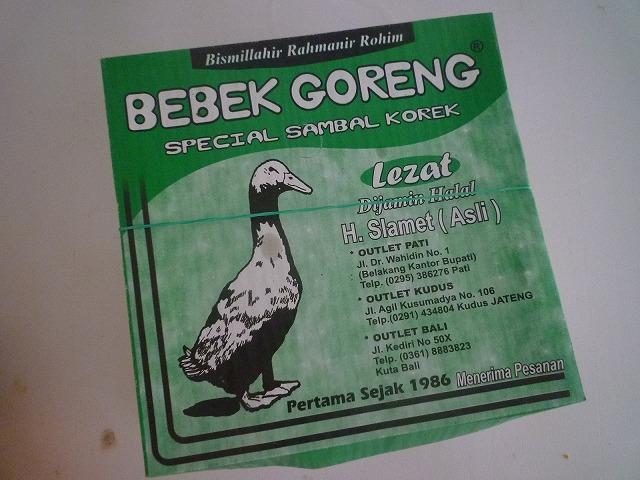 Bismillahir Rahmanir Rohim
BEBEK GORENG ®
SPECIAL SAMBAL KOREK
Lezat
Dijamin Halal
H. Slamet ( Asli )
* OUTLET PATI
Jl. Dr. Wahidin No. 1
(Belakang Kantor Bupati)
Telp. (0295) 386276 Pati
* OUTLET KUDUS
Jl. Agil Kusumadya No. 106
Telp.(0291) 434804 Kudus JATENG
* OUTLET BALI
Jl. Kediri No 50X
Telp. (0361) 8883823
Kuta Bali
Pertama Sejak 1986 Menerima Pesanan